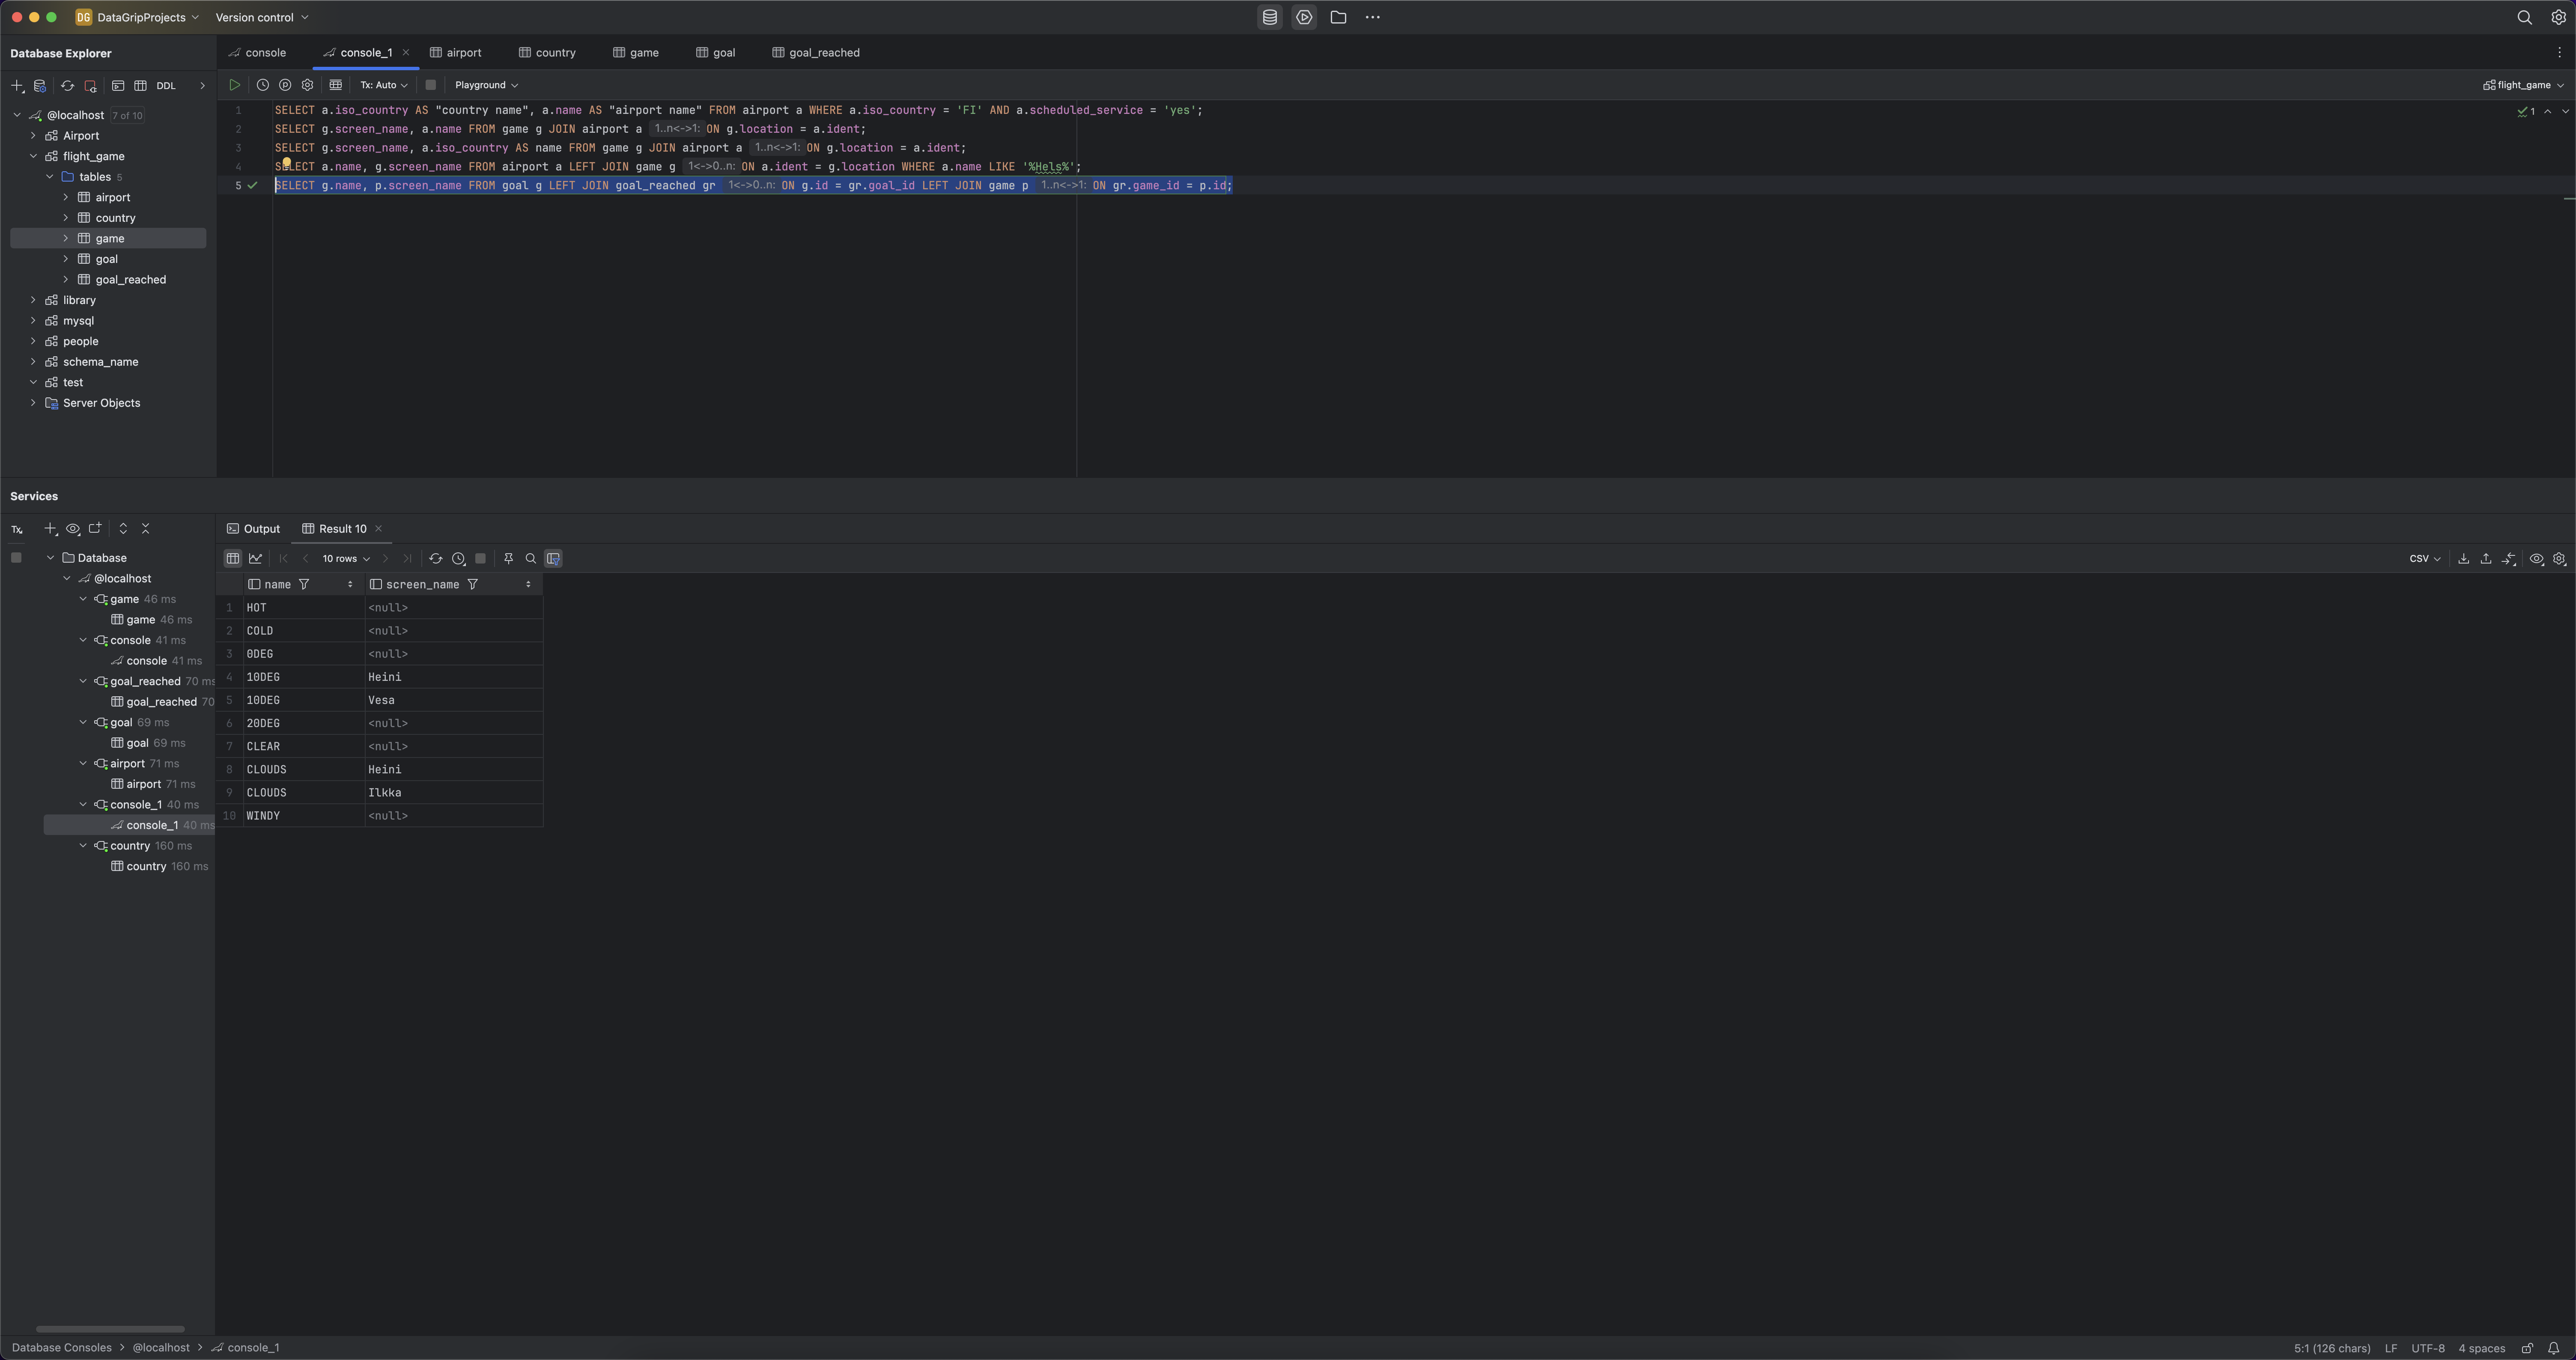 DG DataGripProjects Version control
Database Explorer
console console_1 airport country game goal goal_reached
DDL
Tx: Auto Playground flight_game
@localhost 7 of 10
Airport
flight_game
tables 5
airport
country
game
goal
goal_reached
library
mysql
people
schema_name
test
Server Objects
1 SELECT a.iso_country AS "country name", a.name AS "airport name" FROM airport a WHERE a.iso_country = 'FI' AND a.scheduled_service = 'yes';
1
2 SELECT g.screen_name, a.name FROM game g JOIN airport a 1..n<->1: ON g.location = a.ident;
3 SELECT g.screen_name, a.iso_country AS name FROM game g JOIN airport a 1..n<->1: ON g.location = a.ident;
4 SELECT a.name, g.screen_name FROM airport a LEFT JOIN game g 1<->0..n: ON a.ident = g.location WHERE a.name LIKE '%Hels%';
5 SELECT g.name, p.screen_name FROM goal g LEFT JOIN goal_reached gr 1<->0..n: ON g.id = gr.goal_id LEFT JOIN game p 1..n<->1: ON gr.game_id = p.id;
Services
Tx
Database
@localhost
game 46 ms
game 46 ms
console 41 ms
console 41 ms
goal_reached 70 ms
goal_reached 70
goal 69 ms
goal 69 ms
airport 71 ms
airport 71 ms
console_1 40 ms
console_1 40 ms
country 160 ms
country 160 ms
Output Result 10
10 rows CSV
name screen_name
1 HOT <null>
2 COLD <null>
3 0DEG <null>
4 10DEG Heini
5 10DEG Vesa
6 20DEG <null>
7 CLEAR <null>
8 CLOUDS Heini
9 CLOUDS Ilkka
10 WINDY <null>
Database Consoles > @localhost > console_1 5:1 (126 chars) LF UTF-8 4 spaces